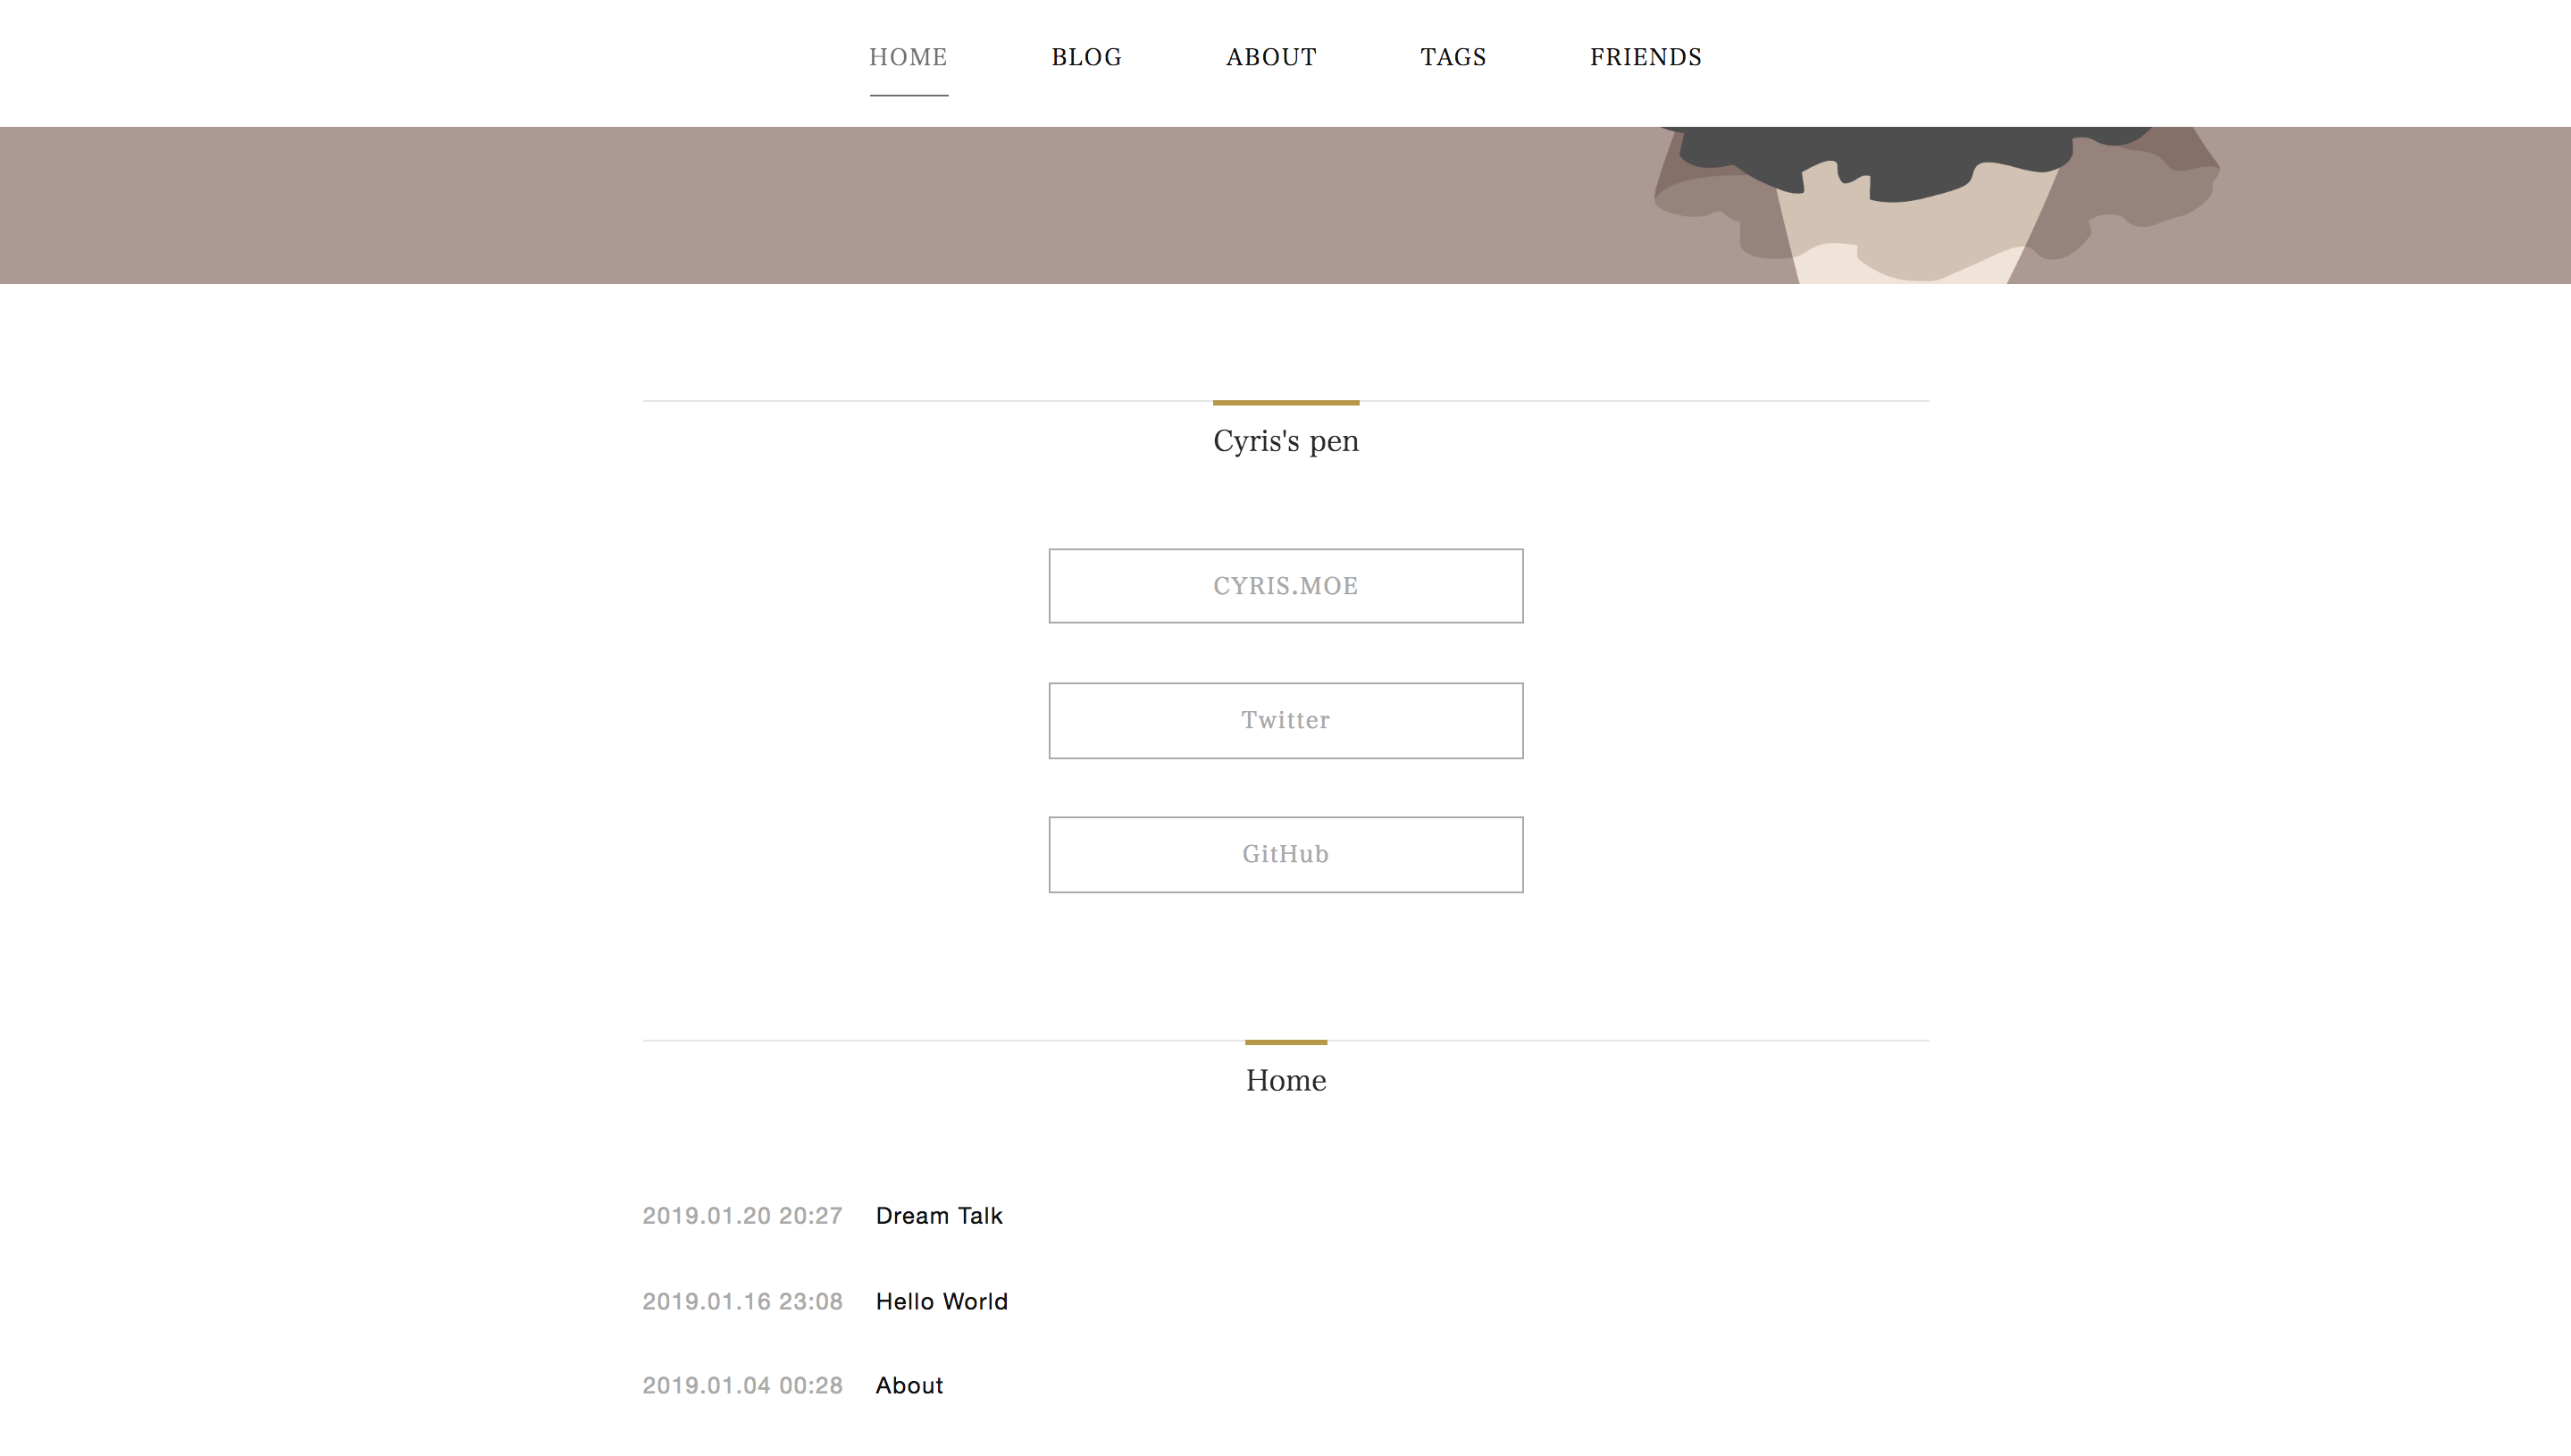 HOME BLOG ABOUT TAGS FRIENDS
Cyris's pen
CYRIS.MOE
Twitter
GitHub
Home
2019.01.20 20:27 Dream Talk
2019.01.16 23:08 Hello World
2019.01.04 00:28 About